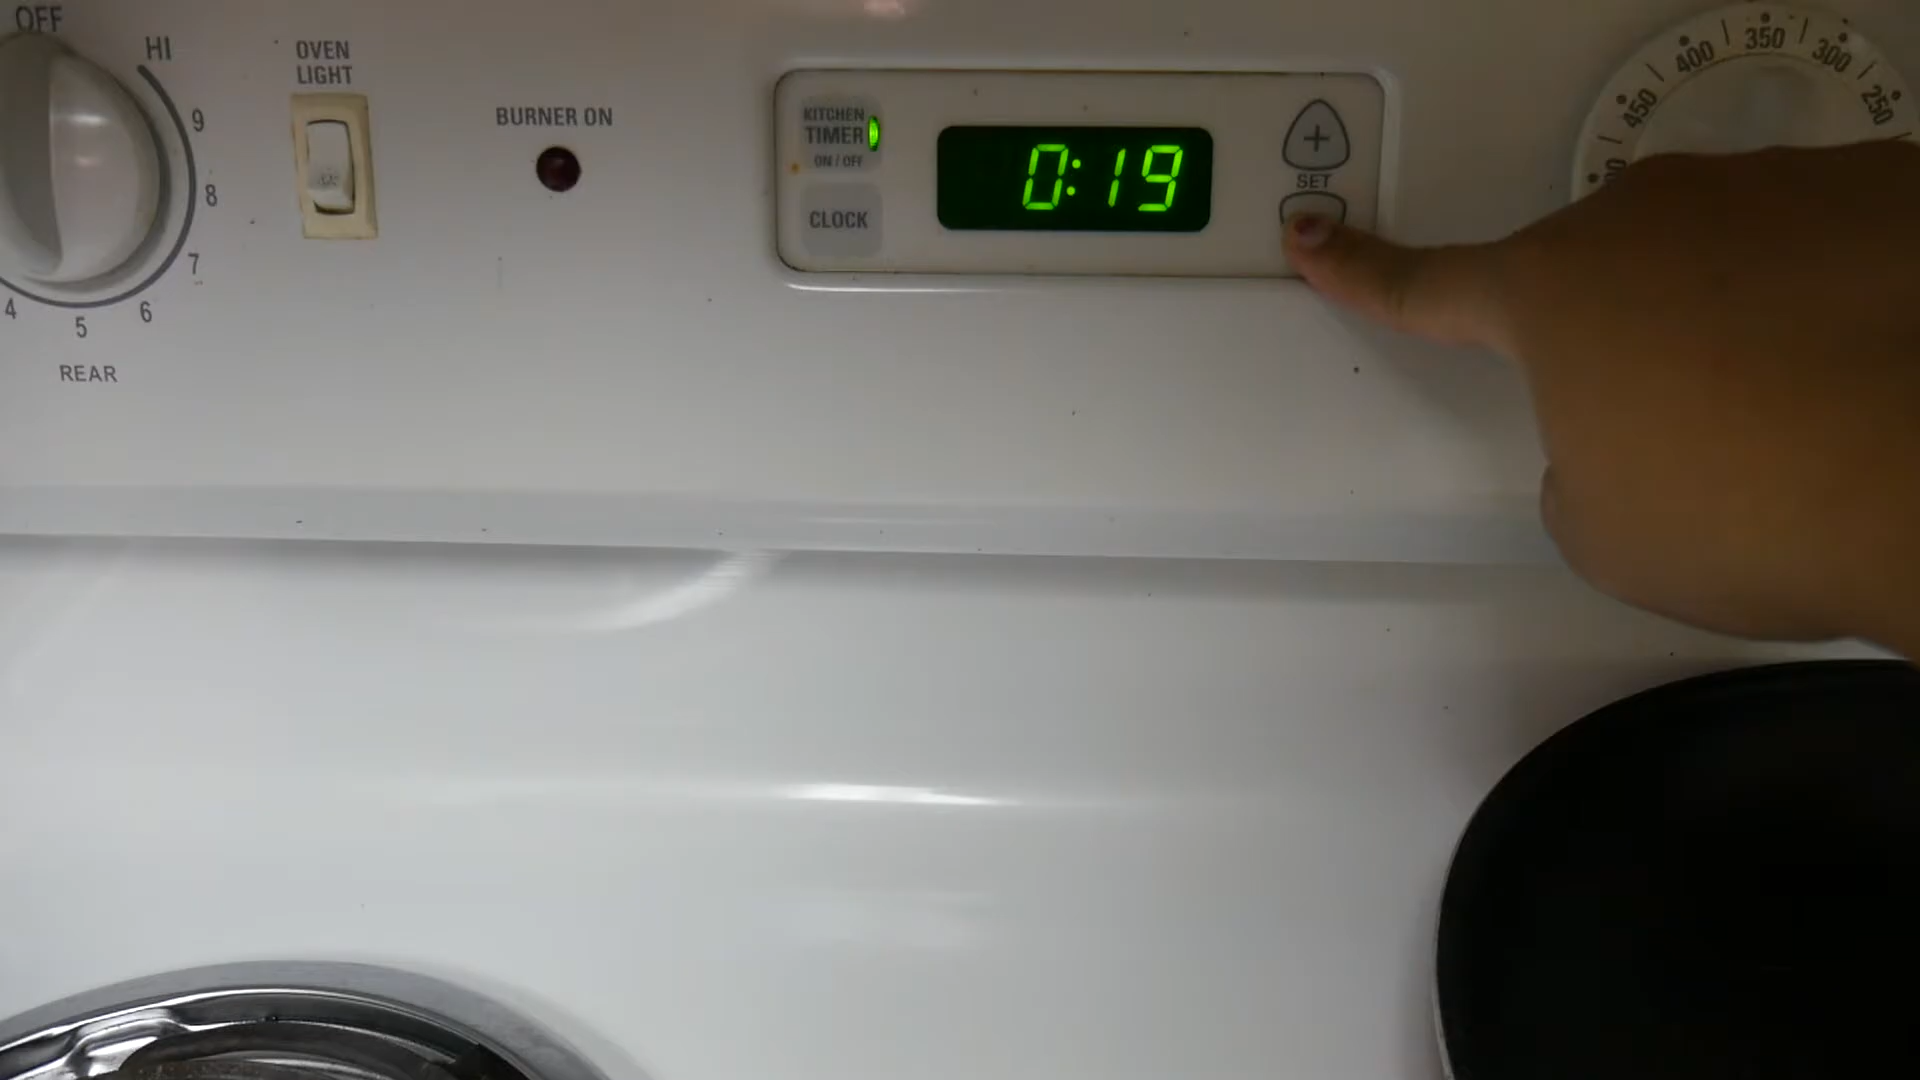 OFF
HI
9
8
7
6
5
4
REAR
OVEN
LIGHT
BURNER ON
KITCHEN
TIMER
ON / OFF
CLOCK
0:19
+
SET
450
400
350
300
250